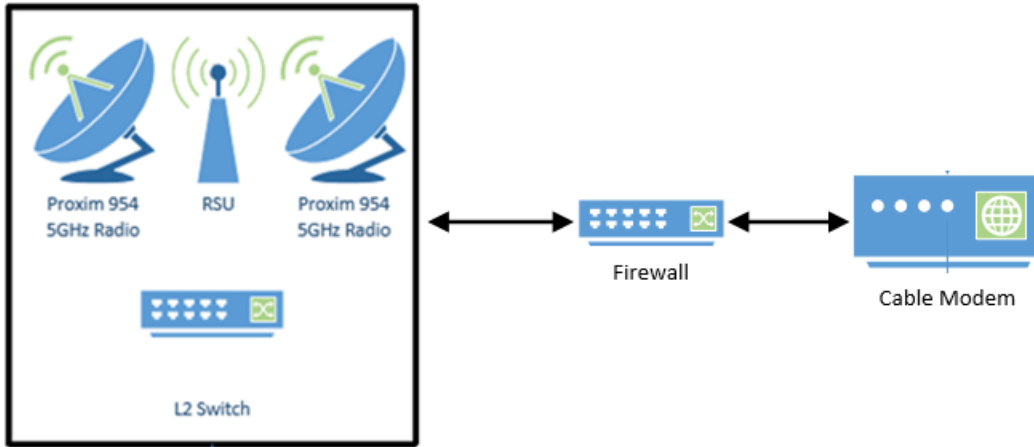 Proxim 954
5GHz Radio
RSU
Proxim 954
5GHz Radio
L2 Switch
Firewall
Cable Modem